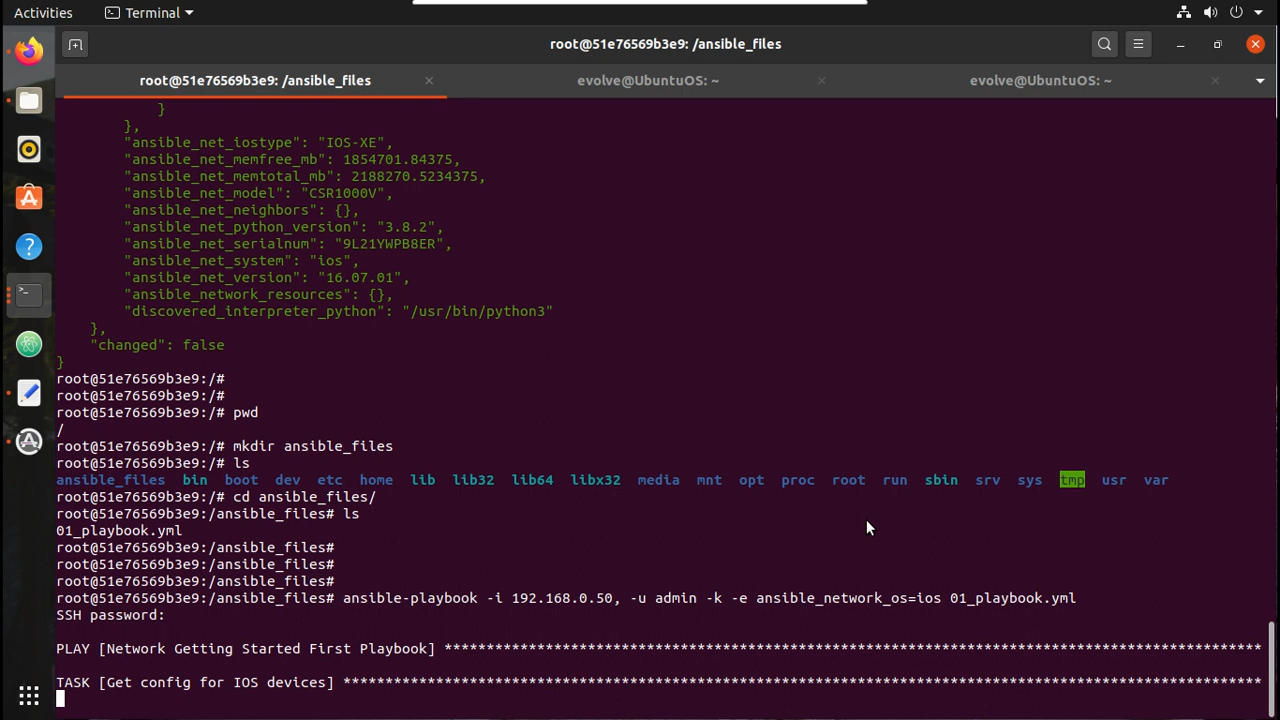 Activities
Terminal
root@51e76569b3e9: /ansible_files
root@51e76569b3e9: /ansible_files
evolve@UbuntuOS: ~
evolve@UbuntuOS: ~
}
},
"ansible_net_iostype": "IOS-XE",
"ansible_net_memfree_mb": 1854701.84375,
"ansible_net_memtotal_mb": 2188270.5234375,
"ansible_net_model": "CSR1000V",
"ansible_net_neighbors": {},
"ansible_net_python_version": "3.8.2",
"ansible_net_serialnum": "9L21YWPB8ER",
"ansible_net_system": "ios",
"ansible_net_version": "16.07.01",
"ansible_network_resources": {},
"discovered_interpreter_python": "/usr/bin/python3"
},
"changed": false
}
root@51e76569b3e9:/#
root@51e76569b3e9:/#
root@51e76569b3e9:/# pwd
/
root@51e76569b3e9:/# mkdir ansible_files
root@51e76569b3e9:/# ls
ansible_files bin boot dev etc home lib lib32 lib64 libx32 media mnt opt proc root run sbin srv sys tmp usr var
root@51e76569b3e9:/# cd ansible_files/
root@51e76569b3e9:/ansible_files# ls
01_playbook.yml
root@51e76569b3e9:/ansible_files#
root@51e76569b3e9:/ansible_files#
root@51e76569b3e9:/ansible_files#
root@51e76569b3e9:/ansible_files# ansible-playbook -i 192.168.0.50, -u admin -k -e ansible_network_os=ios 01_playbook.yml
SSH password:
PLAY [Network Getting Started First Playbook] *************************************************************************************************
TASK [Get config for IOS devices] *************************************************************************************************************